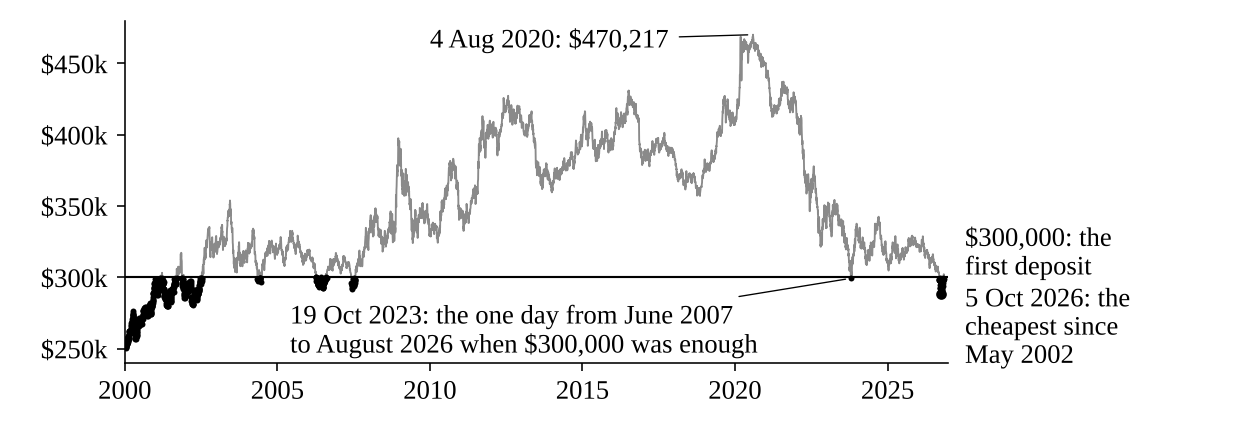 4 Aug 2020: $470,217
$450k
$400k
$350k
$300k
$250k
$300,000: the
first deposit
5 Oct 2026: the
cheapest since
May 2002
19 Oct 2023: the one day from June 2007
to August 2026 when $300,000 was enough
2000 2005 2010 2015 2020 2025